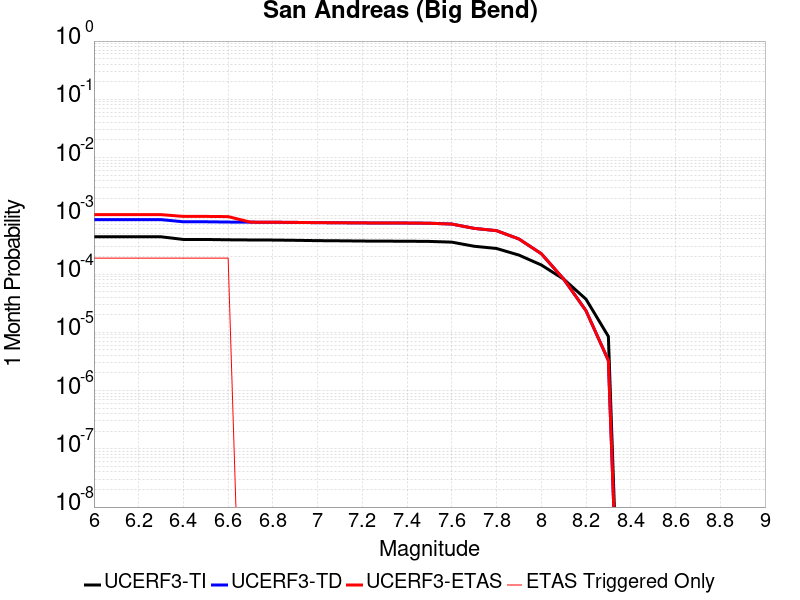 San Andreas (Big Bend)
10^0
10^-1
10^-2
10^-3
10^-4
10^-5
10^-6
10^-7
10^-8
1 Month Probability
6 6.2 6.4 6.6 6.8 7 7.2 7.4 7.6 7.8 8 8.2 8.4 8.6 8.8 9
Magnitude
UCERF3-TI UCERF3-TD UCERF3-ETAS ETAS Triggered Only